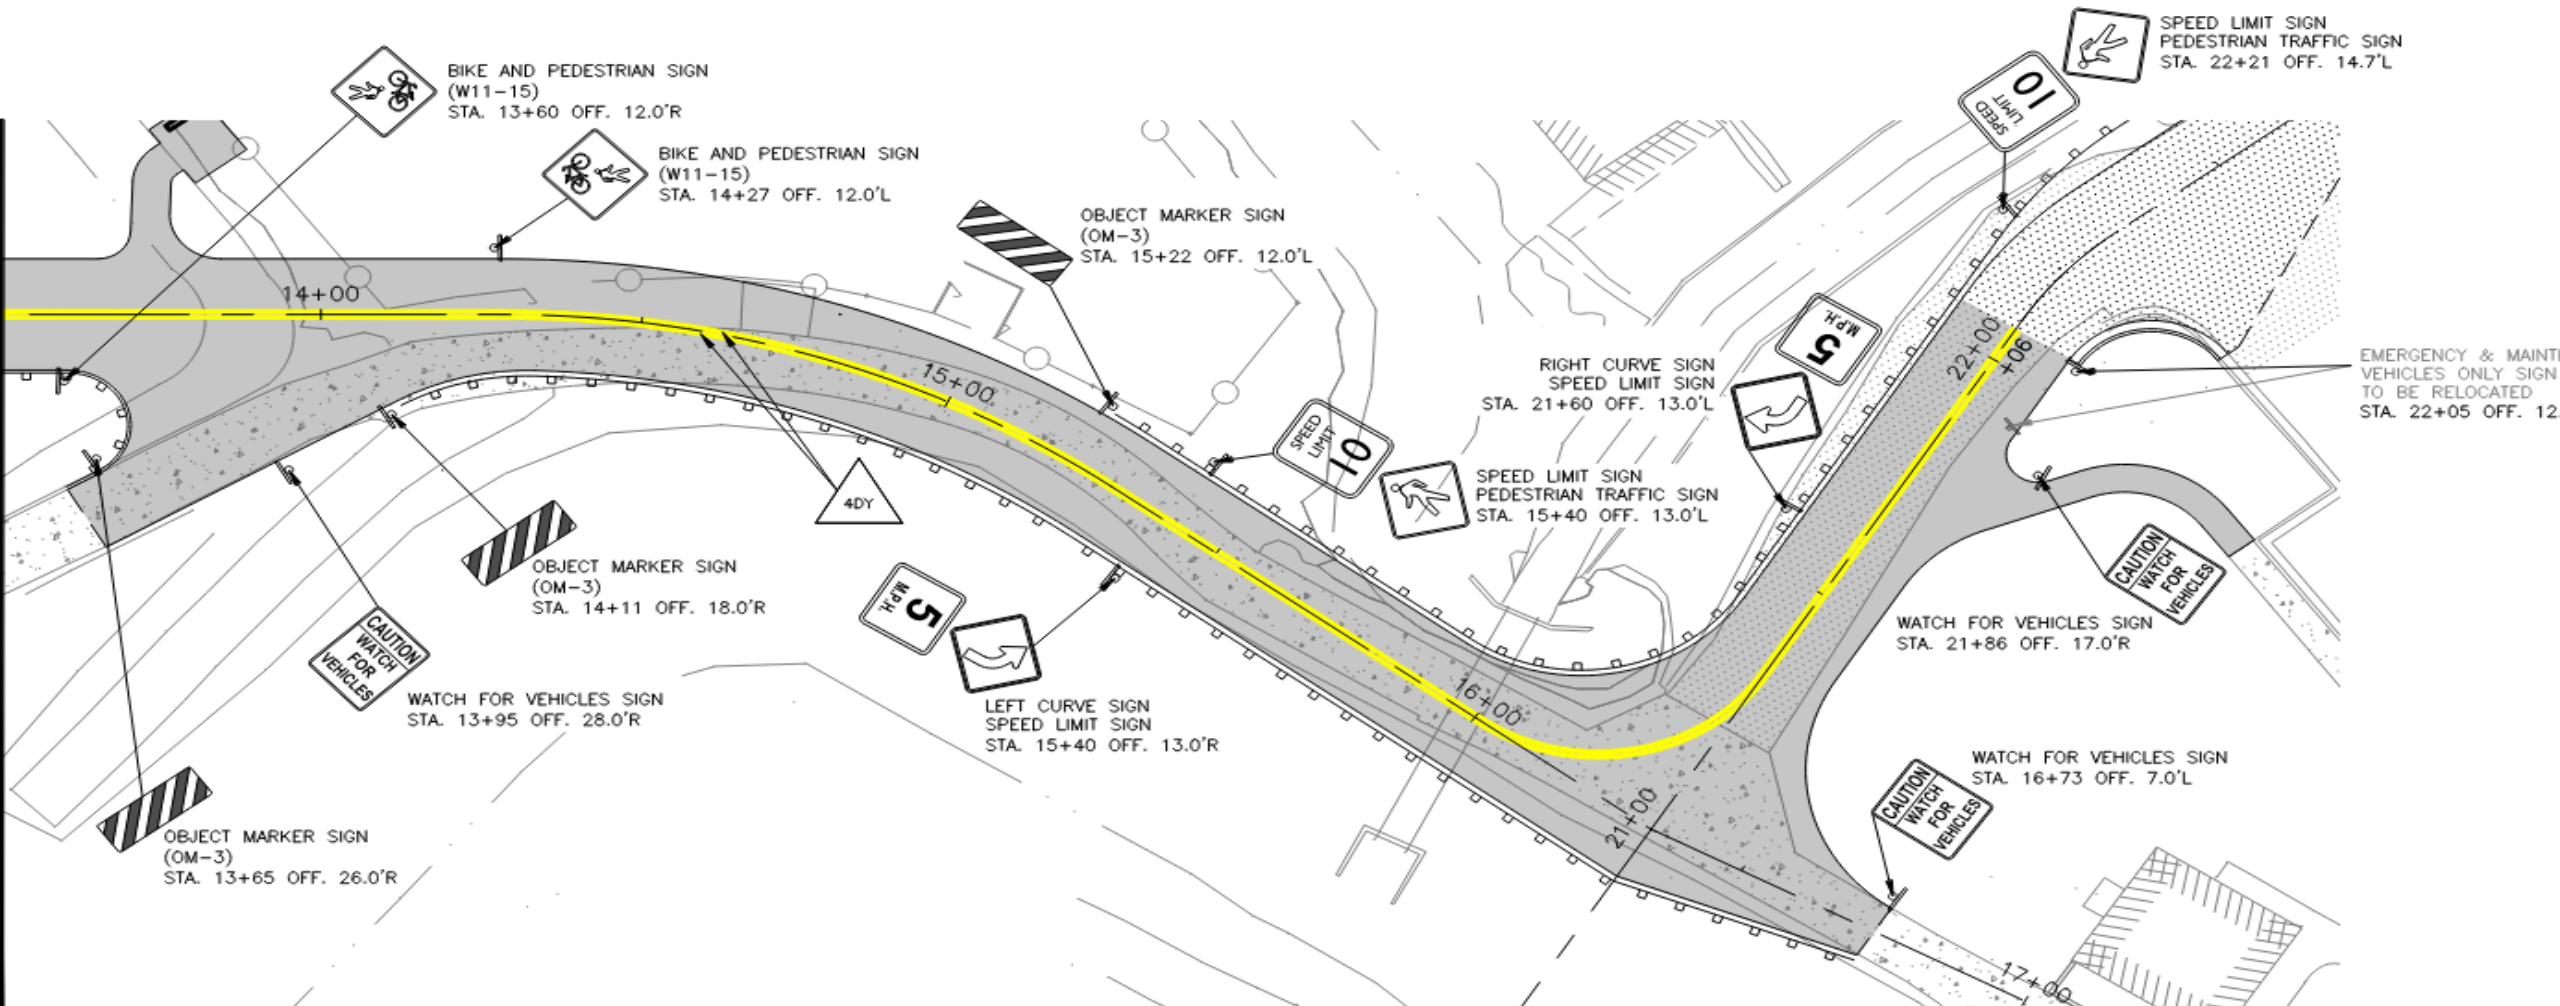 SPEED LIMIT SIGN
PEDESTRIAN TRAFFIC SIGN
STA. 22+21 OFF. 14.7'L
SPEED
LIMIT
10
BIKE AND PEDESTRIAN SIGN
(W11-15)
STA. 13+60 OFF. 12.0'R
BIKE AND PEDESTRIAN SIGN
(W11-15)
STA. 14+27 OFF. 12.0'L
OBJECT MARKER SIGN
(OM-3)
STA. 15+22 OFF. 12.0'L
14+00
15+00
22+00
+06
5
M.P.H.
RIGHT CURVE SIGN
SPEED LIMIT SIGN
STA. 21+60 OFF. 13.0'L
EMERGENCY &
VEHICLES ONLY SIGN
TO BE RELOCATED
STA. 22+05 OFF. 12.
SPEED
LIMIT
10
SPEED LIMIT SIGN
PEDESTRIAN TRAFFIC SIGN
STA. 15+40 OFF. 13.0'L
4DY
OBJECT MARKER SIGN
(OM-3)
STA. 14+11 OFF. 18.0'R
CAUTION
WATCH
FOR
VEHICLES
WATCH FOR VEHICLES SIGN
STA. 13+95 OFF. 28.0'R
5
M.P.H.
LEFT CURVE SIGN
SPEED LIMIT SIGN
STA. 15+40 OFF. 13.0'R
CAUTION
WATCH
FOR
VEHICLES
WATCH FOR VEHICLES SIGN
STA. 21+86 OFF. 17.0'R
16+00
21+00
WATCH FOR VEHICLES SIGN
STA. 16+73 OFF. 7.0'L
CAUTION
WATCH
FOR
VEHICLES
OBJECT MARKER SIGN
(OM-3)
STA. 13+65 OFF. 26.0'R
17+00